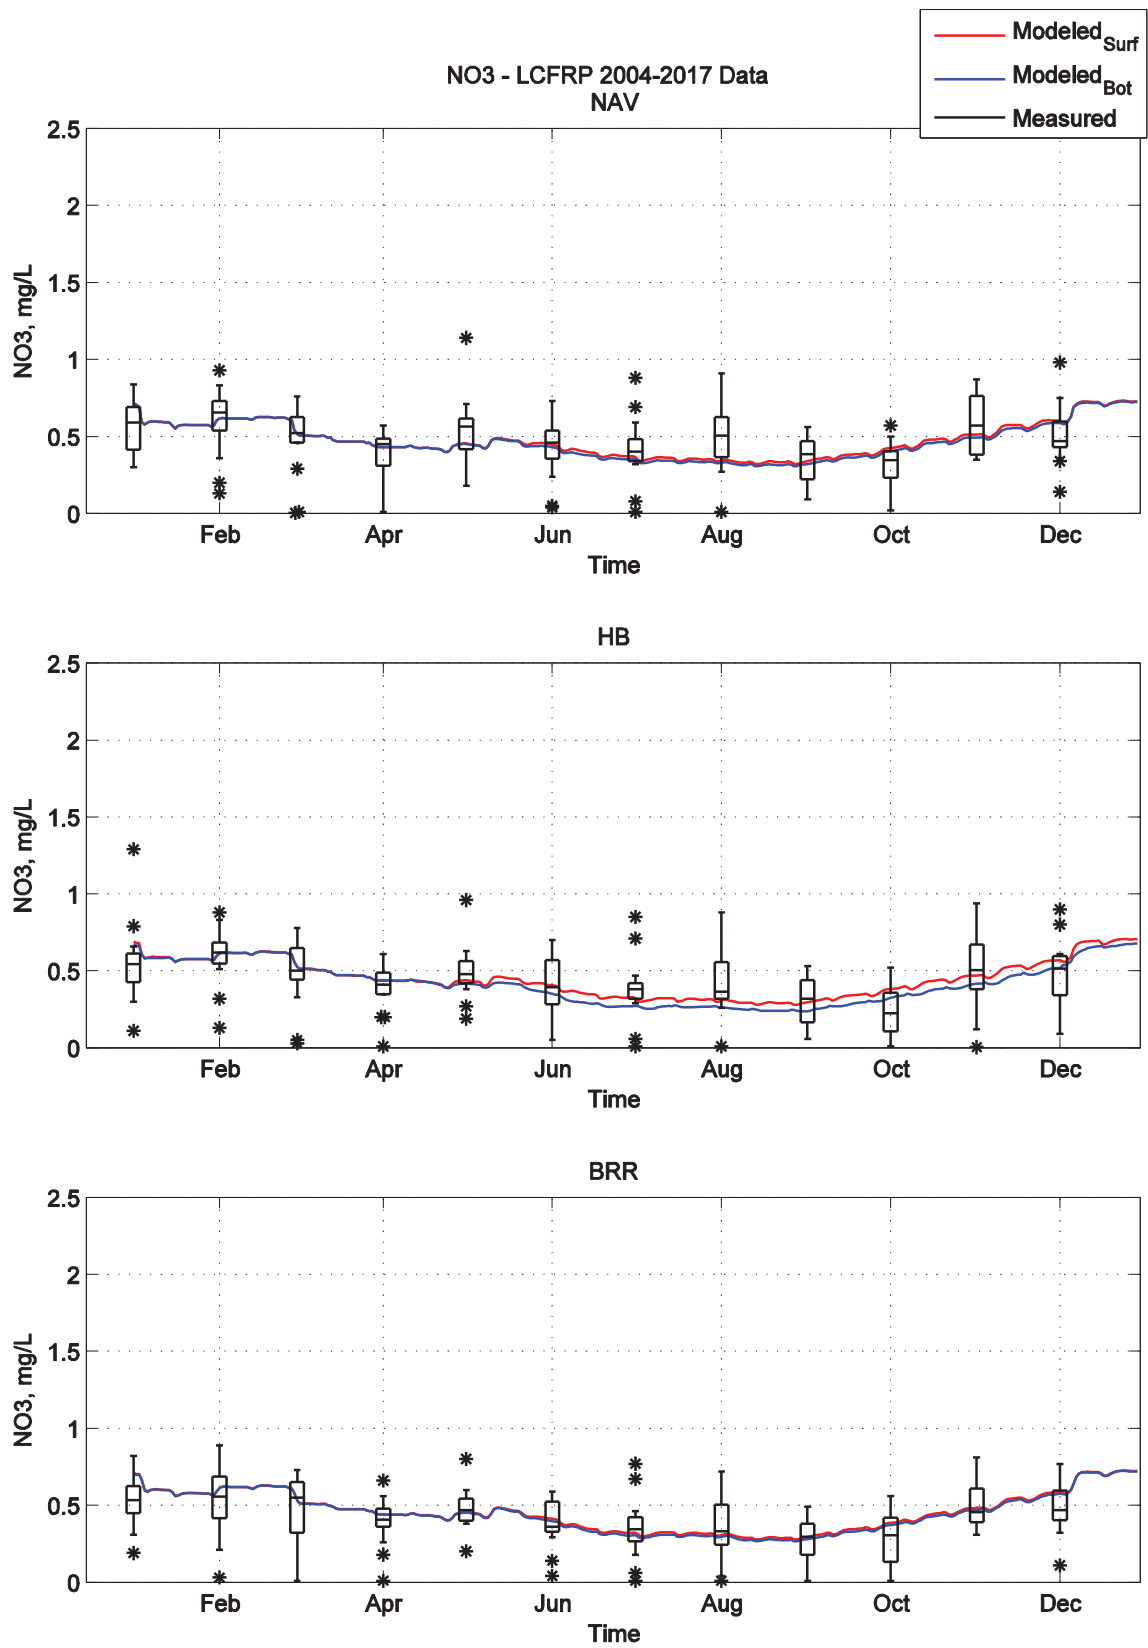 Modeled_Surf
Modeled_Bot
Measured
NO3 - LCFRP 2004-2017 Data
NAV
2.5
2
1.5
1
0.5
0
NO3, mg/L
Feb Apr Jun Aug Oct Dec
Time
HB
2.5
2
1.5
1
0.5
0
NO3, mg/L
Feb Apr Jun Aug Oct Dec
Time
BRR
2.5
2
1.5
1
0.5
0
NO3, mg/L
Feb Apr Jun Aug Oct Dec
Time